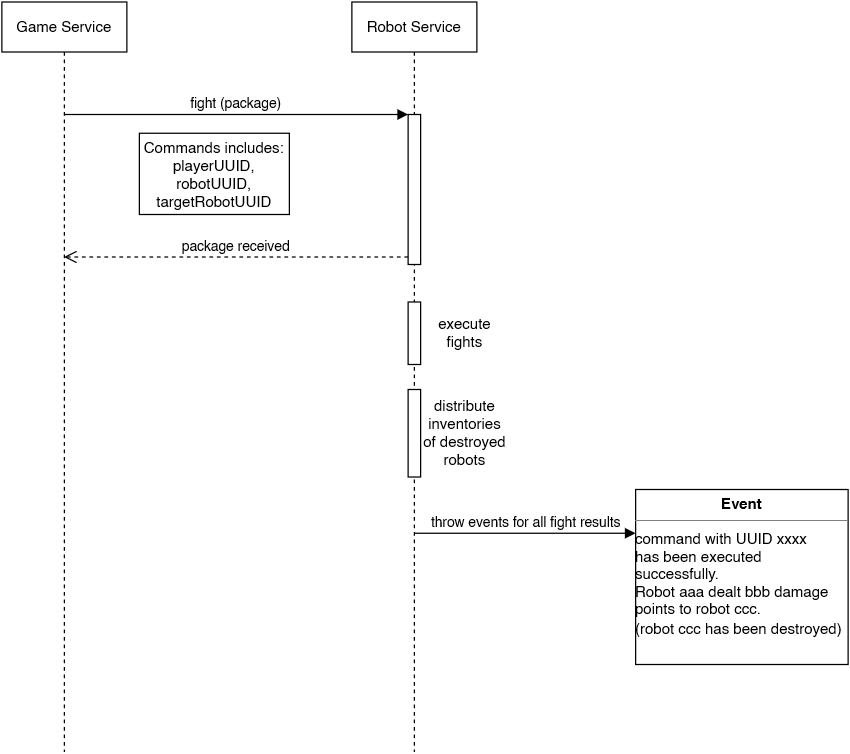 Game Service
Robot Service
fight (package)
Commands includes:
playerUUID,
robotUUID,
targetRobotUUID
package received
execute
fights
distribute
inventories
of destroyed
robots
throw events for all fight results
Event
command with UUID xxxx
has been executed
successfully.
Robot aaa dealt bbb damage
points to robot ccc.
(robot ccc has been destroyed)